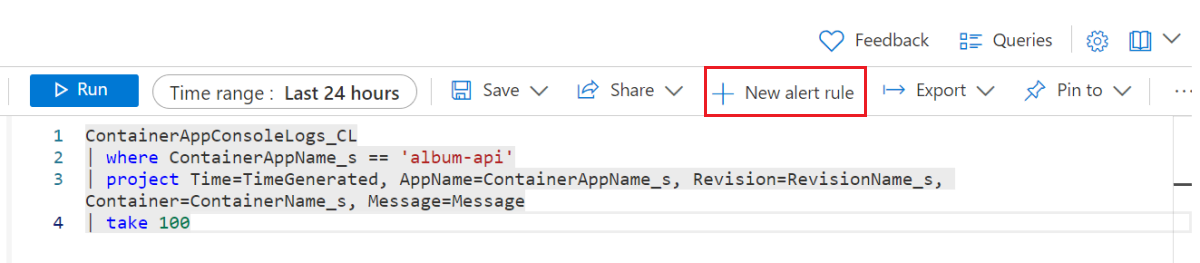 Feedback Queries
Run Time range : Last 24 hours Save Share New alert rule Export Pin to ...
1 ContainerAppConsoleLogs_CL
2 | where ContainerAppName_s == 'album-api'
3 | project Time=TimeGenerated, AppName=ContainerAppName_s, Revision=RevisionName_s,
Container=ContainerName_s, Message=Message
4 | take 100